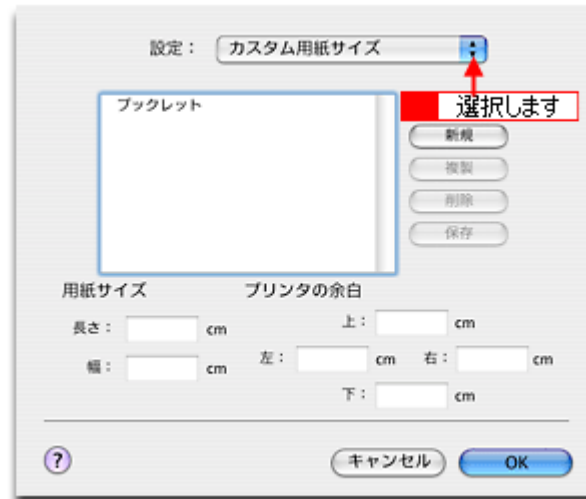 設定： カスタム用紙サイズ
ブックレット
選択します
新規
複製
削除
保存
用紙サイズ
プリンタの余白
長さ： cm
幅： cm
上： cm
左： cm 右： cm
下： cm
? キャンセル OK